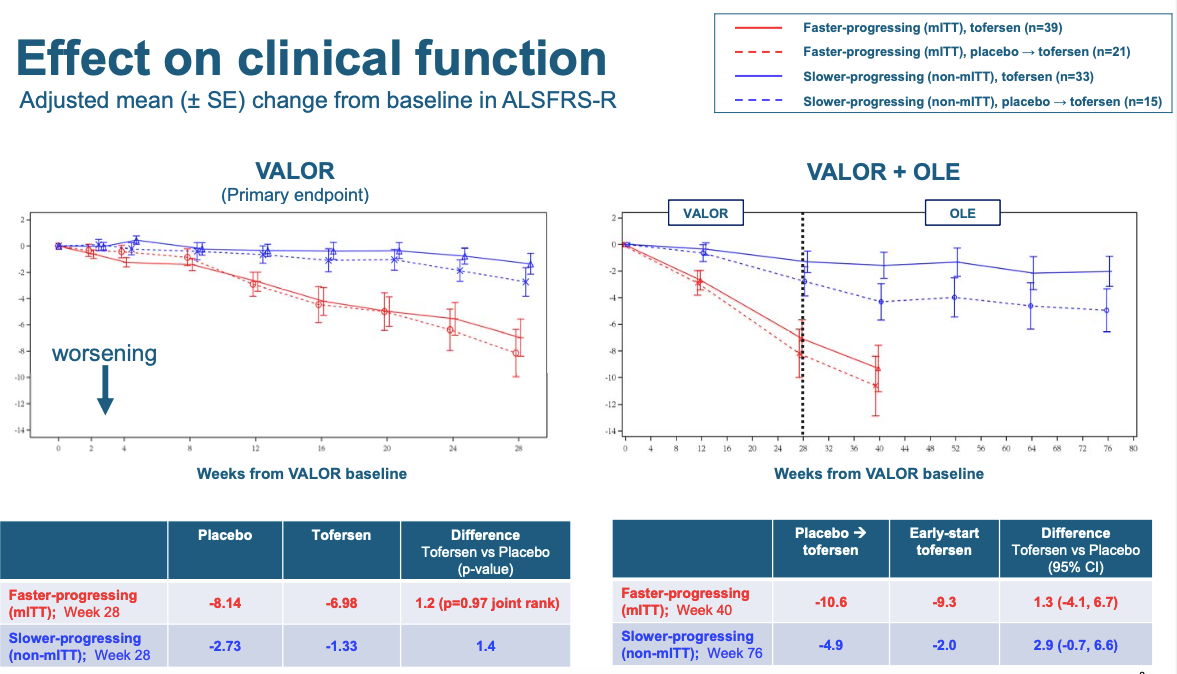 Effect on clinical function
Adjusted mean (± SE) change from baseline in ALSFRS-R
Faster-progressing (mITT), tofersen (n=39)
Faster-progressing (mITT), placebo → tofersen (n=21)
Slower-progressing (non-mITT), tofersen (n=33)
Slower-progressing (non-mITT), placebo → tofersen (n=15)
VALOR
(Primary endpoint)
2
0
-2
-4
-6
-8
-10
-12
-14
worsening
0 2 4 8 12 16 20 24 28
Weeks from VALOR baseline
VALOR + OLE
VALOR OLE
2
0
-2
-4
-6
-8
-10
-12
-14
0 4 8 12 16 20 24 28 32 36 40 44 48 52 56 60 64 68 72 76 80
Weeks from VALOR baseline
Placebo Tofersen Difference
Tofersen vs Placebo
(p-value)
Faster-progressing
(mITT); Week 28 -8.14 -6.98 1.2 (p=0.97 joint rank)
Slower-progressing
(non-mITT); Week 28 -2.73 -1.33 1.4
Placebo → tofersen Early-start tofersen Difference
Tofersen vs Placebo
(95% CI)
Faster-progressing
(mITT); Week 40 -10.6 -9.3 1.3 (-4.1, 6.7)
Slower-progressing
(non-mITT); Week 76 -4.9 -2.0 2.9 (-0.7, 6.6)